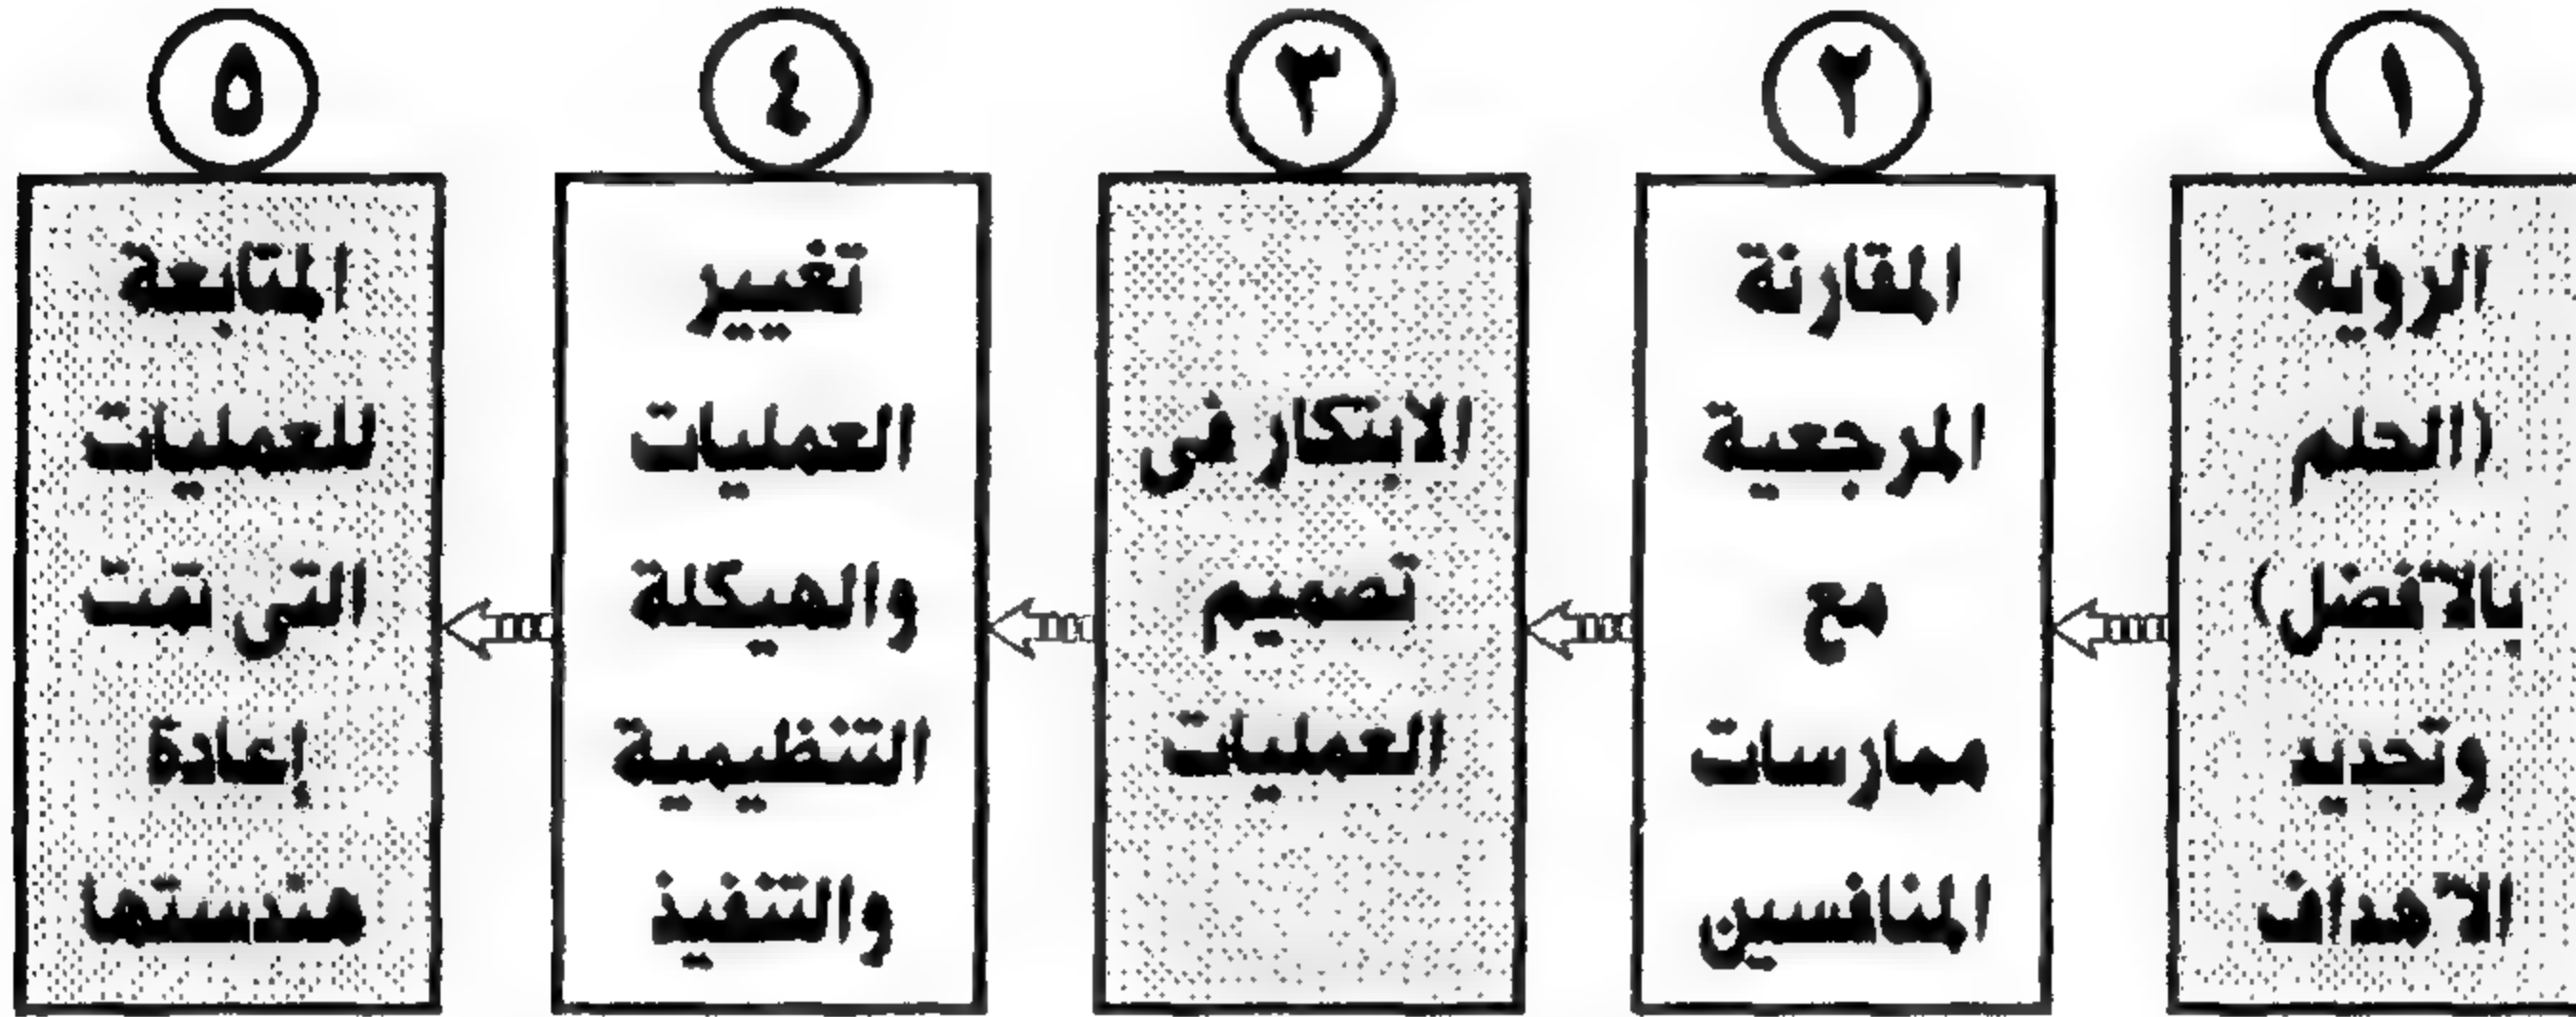 ١
الرؤية
(الحلم
بالأفضل)
وتحديد
الأهداف
٢
المقارنة
المرجعية
مع
ممارسات
المنافسين
٣
الابتكار فى
تصميم
العمليات
٤
تغيير
العمليات
والهيكلة
التنظيمية
والتنفيذ
٥
المتابعة
للعمليات
التى تمت
إعادة
هندستها